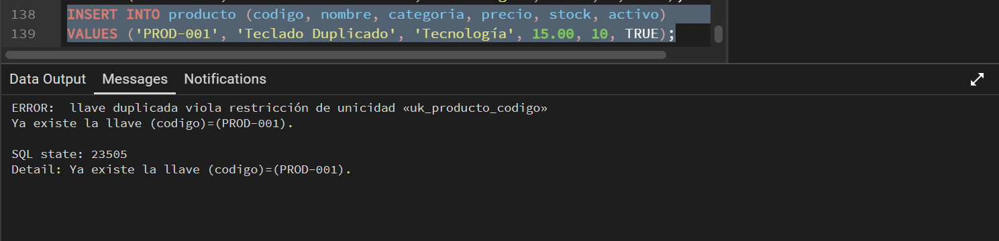 138 INSERT INTO producto (codigo, nombre, categoria, precio, stock, activo)
139 VALUES ('PROD-001', 'Teclado Duplicado', 'Tecnología', 15.00, 10, TRUE);
Data Output Messages Notifications
ERROR:  llave duplicada viola restricción de unicidad «uk_producto_codigo»
Ya existe la llave (codigo)=(PROD-001).
SQL state: 23505
Detail: Ya existe la llave (codigo)=(PROD-001).